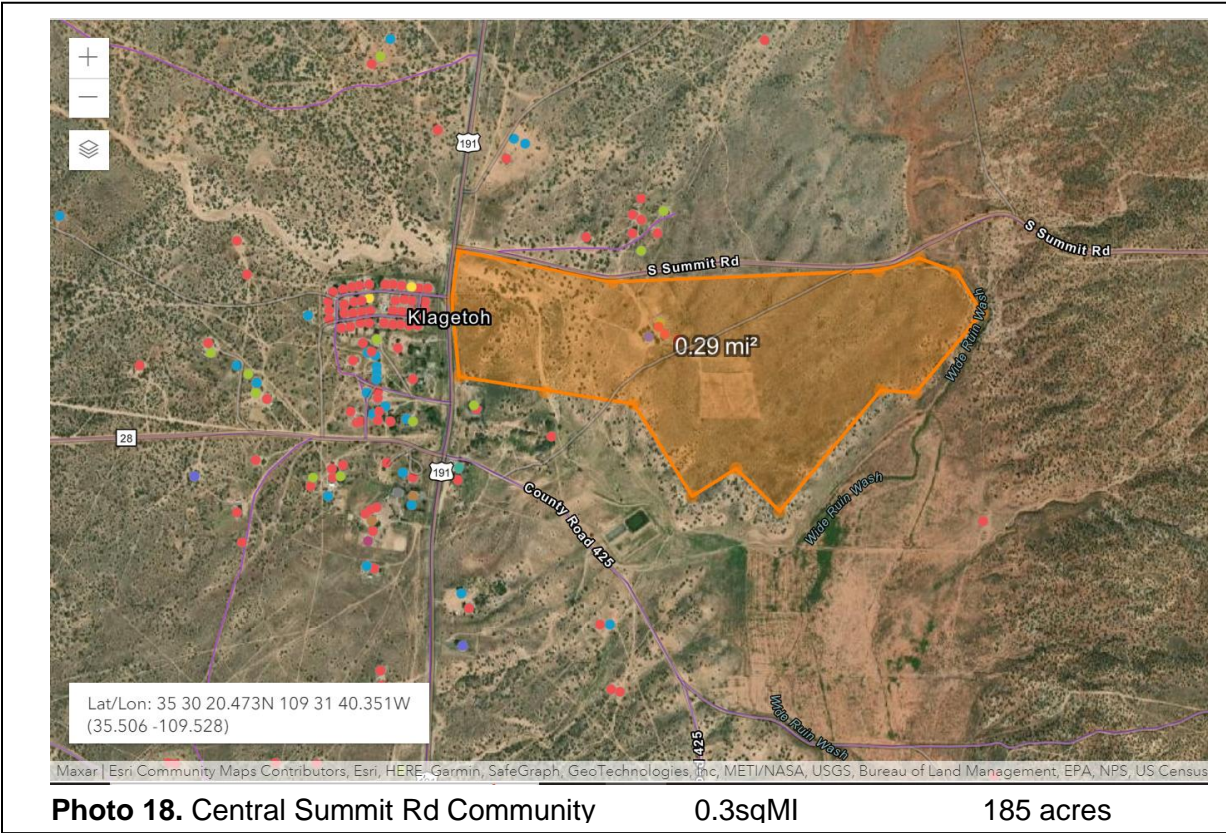 +
−
191
S Summit Rd
S Summit Rd
Klagetoh
0.29 mi²
Wide Ruin Wash
28
191
County Road 425
Wide Ruin Wash
Lat/Lon: 35 30 20.473N 109 31 40.351W
(35.506 -109.528)
425
Wide Ruin Wash
Maxar | Esri Community Maps Contributors, Esri, HERE, Garmin, SafeGraph, GeoTechnologies, Inc, METI/NASA, USGS, Bureau of Land Management, EPA, NPS, US Census
Photo 18. Central Summit Rd Community 0.3sqMI 185 acres